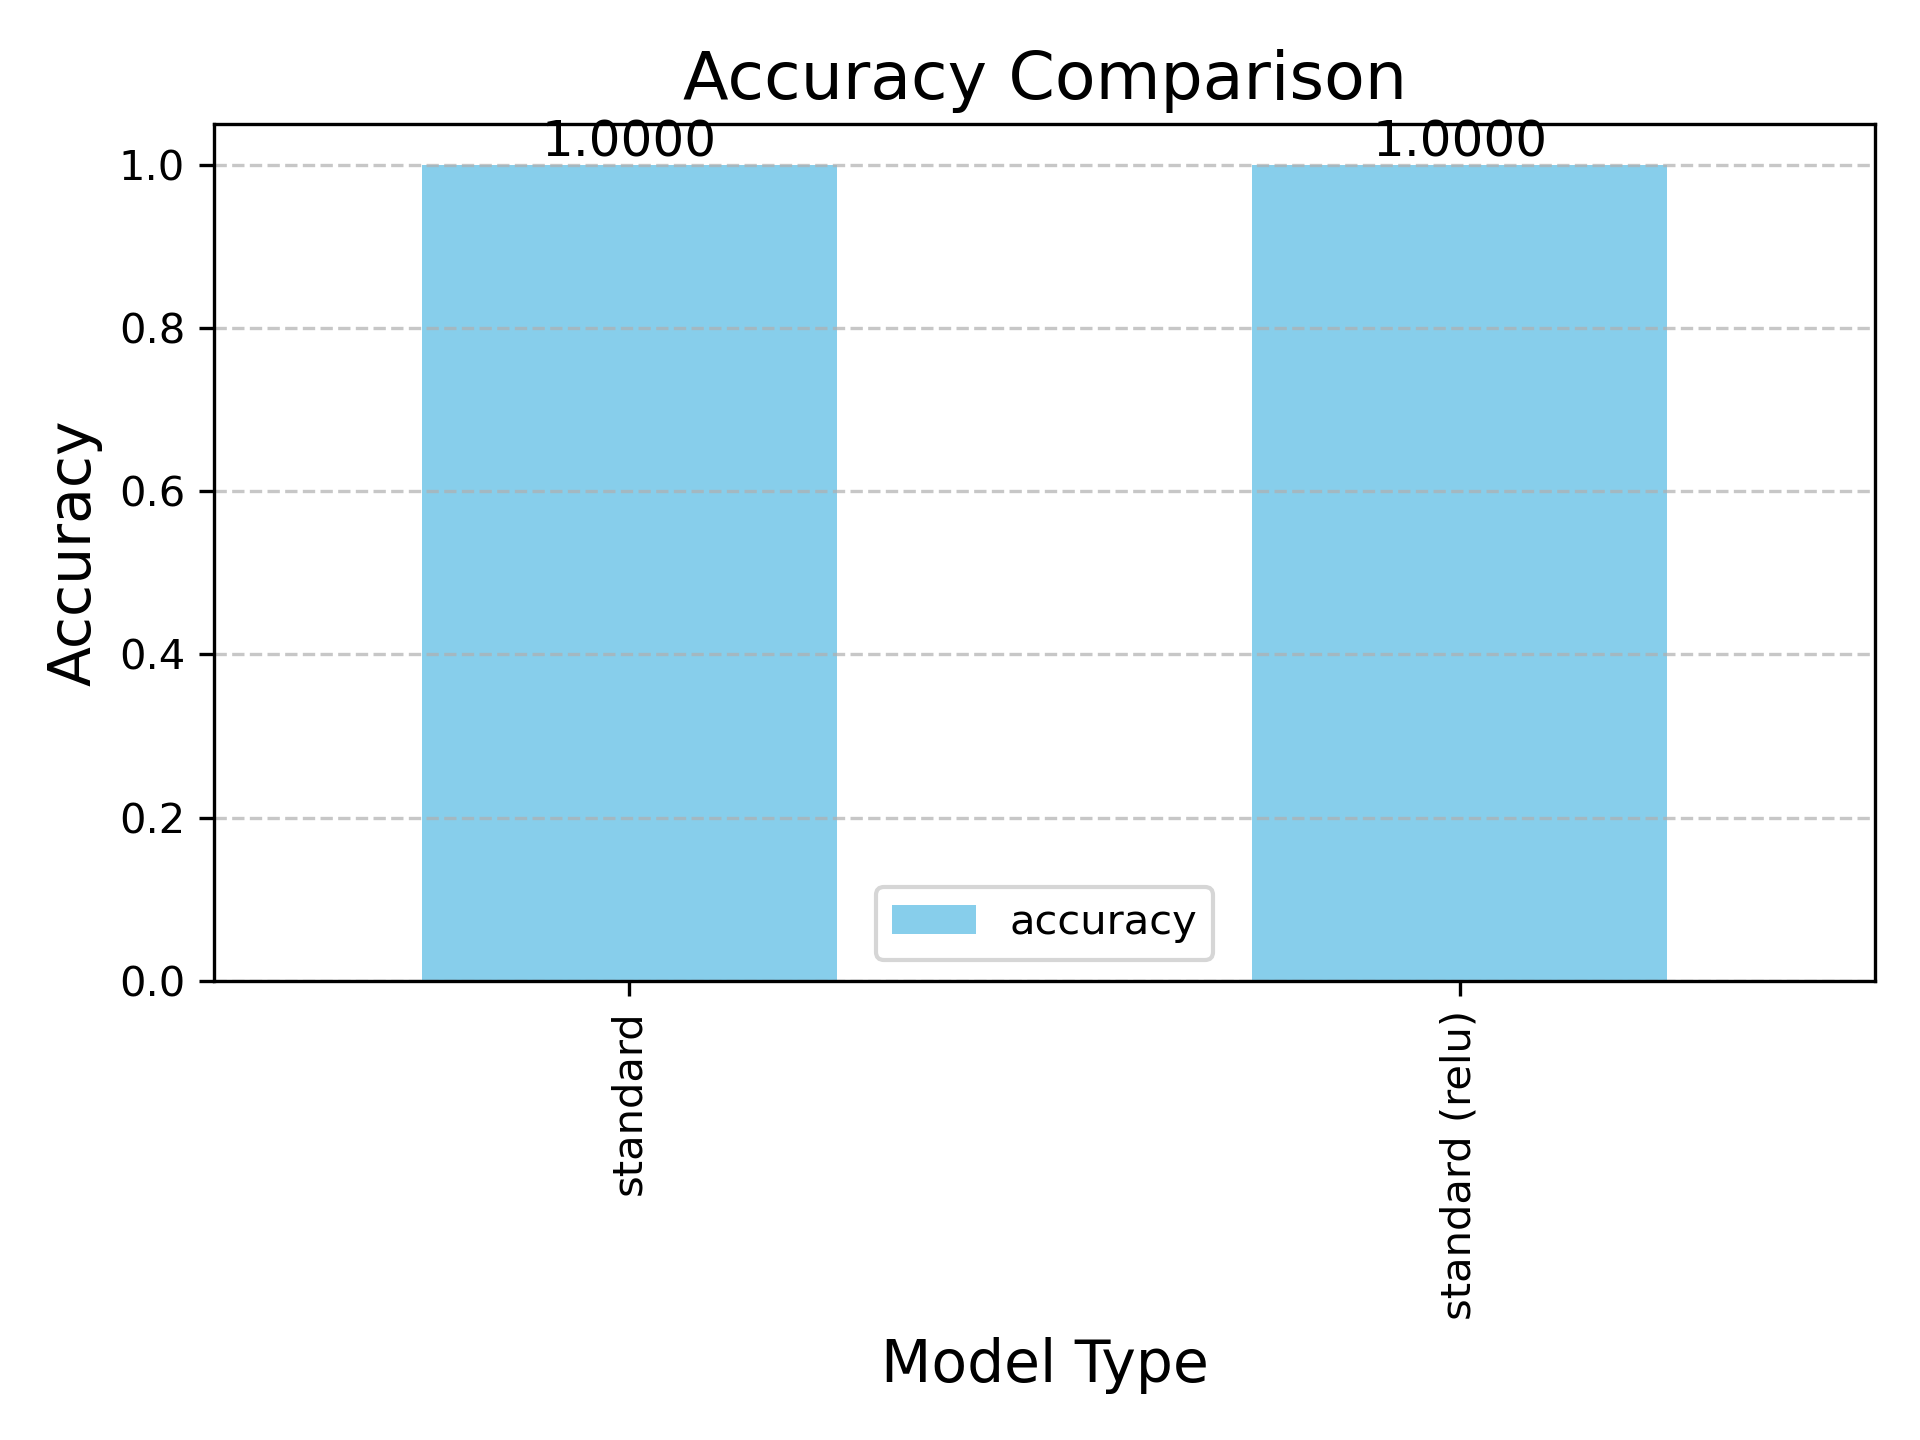 Accuracy Comparison
1.0000
1.0000
1.0
0.8
0.6
0.4
0.2
0.0
Accuracy
accuracy
standard
standard (relu)
Model Type